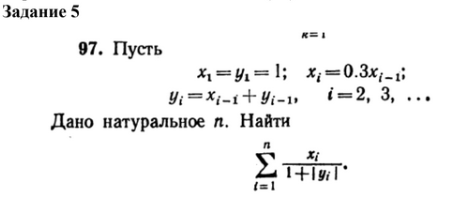 Задание 5
к=1
97. Пусть
x₁=y₁=1; xᵢ=0.3xᵢ₋₁;
yᵢ=xᵢ₋₁+yᵢ₋₁, i=2, 3, ...
Дано натуральное n. Найти
n
∑ xᵢ/(1+|yᵢ|).
i=1